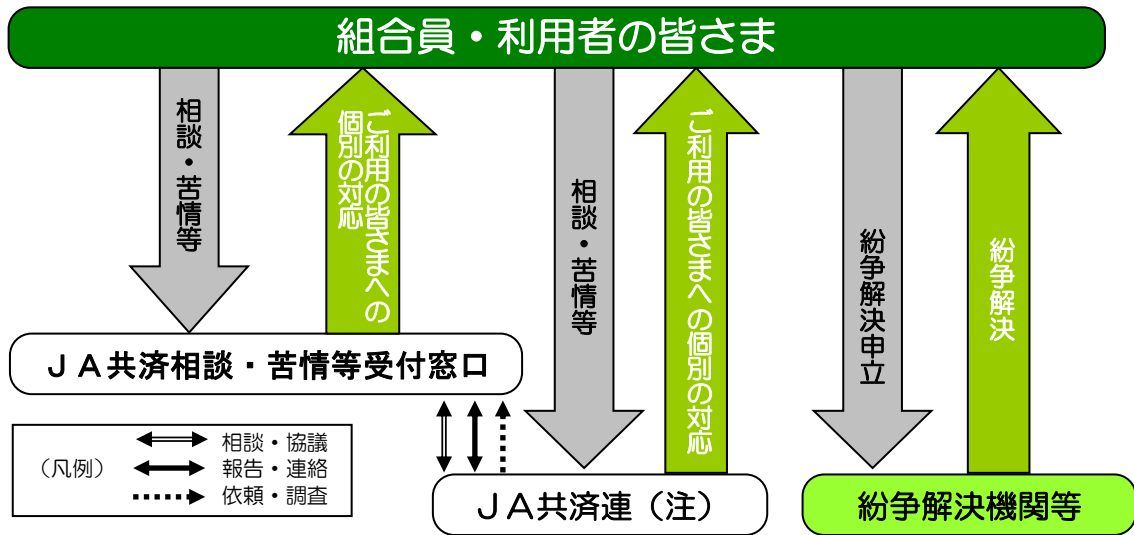 組合員・利用者の皆さま
相談・苦情等
ご利用の皆さまへの
個別の対応
相談・苦情等
ご利用の皆さまへの個別の対応
紛争解決申立
紛争解決
ＪＡ共済相談・苦情等受付窓口
（凡例）
相談・協議
報告・連絡
依頼・調査
ＪＡ共済連（注）
紛争解決機関等